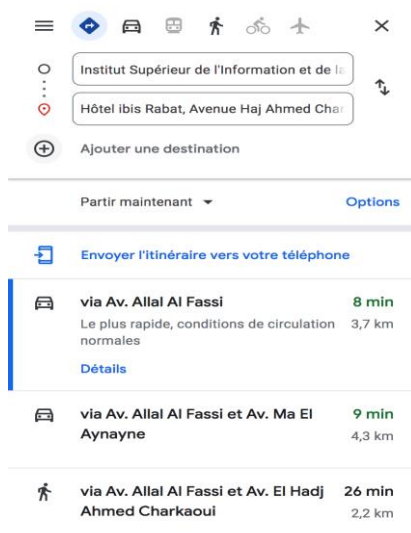 Institut Supérieur de l'Information et de la
Hôtel ibis Rabat, Avenue Haj Ahmed Char
Ajouter une destination
Partir maintenant
Options
Envoyer l'itinéraire vers votre téléphone
via Av. Allal Al Fassi 8 min
Le plus rapide, conditions de circulation 3,7 km
normales
Détails
via Av. Allal Al Fassi et Av. Ma El 9 min
Aynayne 4,3 km
via Av. Allal Al Fassi et Av. El Hadj 26 min
Ahmed Charkaoui 2,2 km